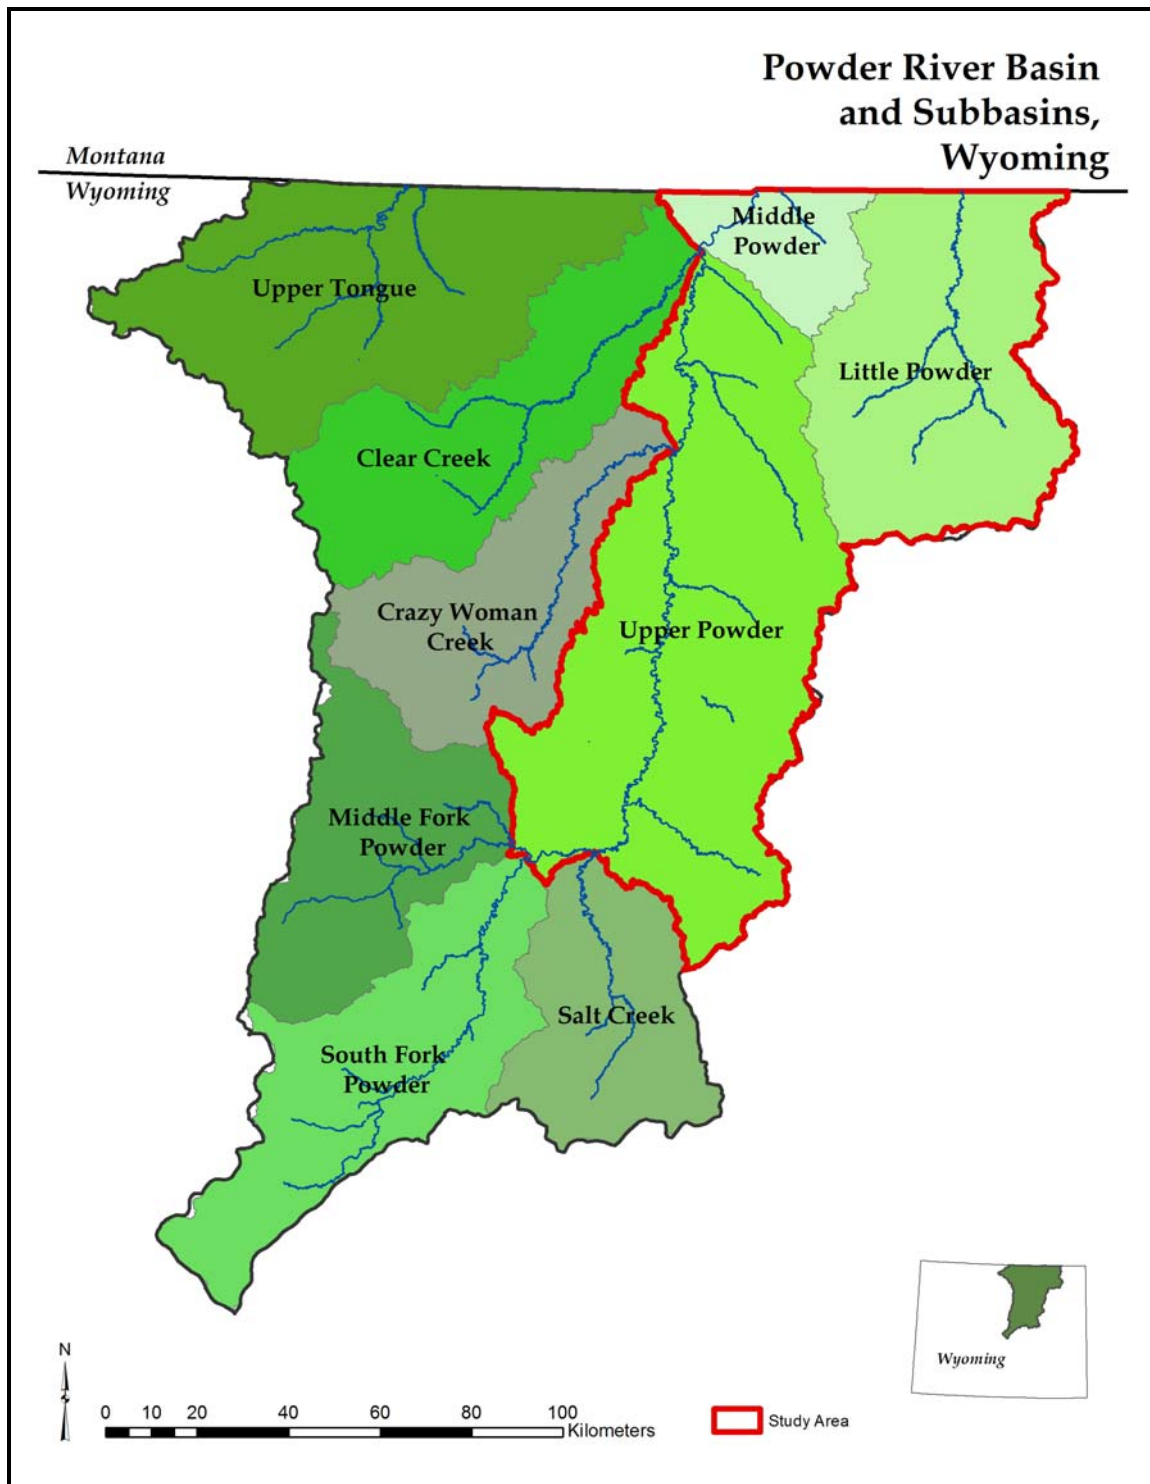 Powder River Basin
and Subbasins,
Wyoming
Montana
Wyoming
Middle
Powder
Upper Tongue
Little Powder
Clear Creek
Crazy Woman
Creek
Upper Powder
Middle Fork
Powder
Salt Creek
South Fork
Powder
Wyoming
N
0 10 20 40 60 80 100
Kilometers
Study Area